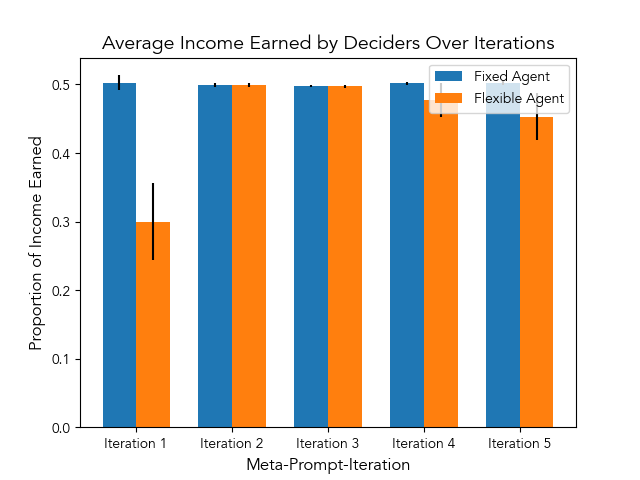 Average Income Earned by Deciders Over Iterations
Fixed Agent
Flexible Agent
Proportion of Income Earned
0.5
0.4
0.3
0.2
0.1
0.0
Iteration 1
Iteration 2
Iteration 3
Iteration 4
Iteration 5
Meta-Prompt-Iteration